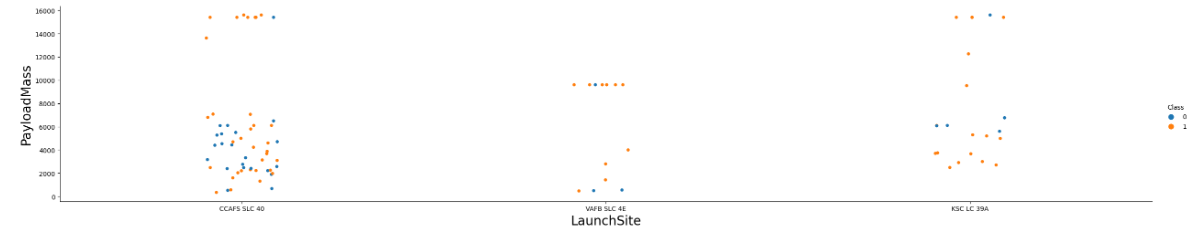 16000
14000
12000
10000
8000
6000
4000
2000
0
PayloadMass
CCAFS SLC 40
VAFB SLC 4E
KSC LC 39A
LaunchSite
Class
0
1